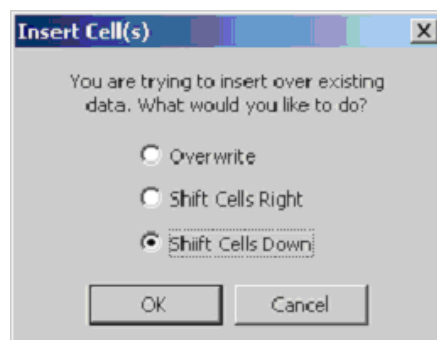 Insert Cell(s)
You are trying to insert over existing
data. What would you like to do?
Overwrite
Shift Cells Right
Shiift Cells Down
OK
Cancel